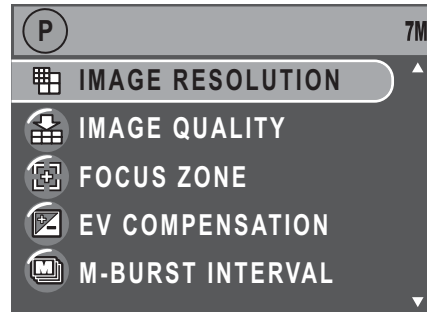 P 7M
IMAGE RESOLUTION
IMAGE QUALITY
FOCUS ZONE
EV COMPENSATION
M-BURST INTERVAL